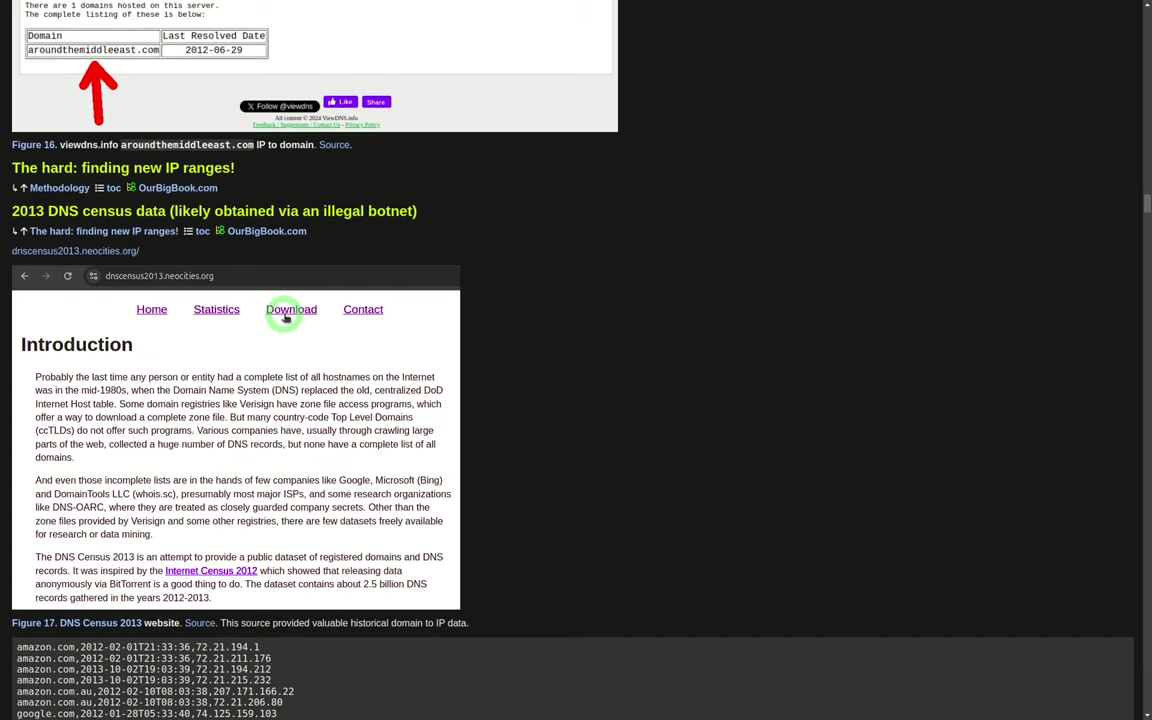 There are 1 domains hosted on this server.
The complete listing of these is below:
Domain Last Resolved Date
aroundthemiddleeast.com 2012-06-29
Follow @viewdns Like Share
All content © 2024 ViewDNS.info
Feedback / Suggestions / Contact Us - Privacy Policy
Figure 16. viewdns.info aroundthemiddleeast.com IP to domain. Source.
The hard: finding new IP ranges!
Methodology toc OurBigBook.com
2013 DNS census data (likely obtained via an illegal botnet)
The hard: finding new IP ranges! toc OurBigBook.com
dnscensus2013.neocities.org/
dnscensus2013.neocities.org
Home Statistics Download Contact
Introduction
Probably the last time any person or entity had a complete list of all hostnames on the Internet
was in the mid-1980s, when the Domain Name System (DNS) replaced the old, centralized DoD
Internet Host table. Some domain registries like Verisign have zone file access programs, which
offer a way to download a complete zone file. But many country-code Top Level Domains
(ccTLDs) do not offer such programs. Various companies have, usually through crawling large
parts of the web, collected a huge number of DNS records, but none have a complete list of all
domains.
And even those incomplete lists are in the hands of few companies like Google, Microsoft (Bing)
and DomainTools LLC (whois.sc), presumably most major ISPs, and some research organizations
like DNS-OARC, where they are treated as closely guarded company secrets. Other than the
zone files provided by Verisign and some other registries, there are few datasets freely available
for research or data mining.
The DNS Census 2013 is an attempt to provide a public dataset of registered domains and DNS
records. It was inspired by the Internet Census 2012 which showed that releasing data
anonymously via BitTorrent is a good thing to do. The dataset contains about 2.5 billion DNS
records gathered in the years 2012-2013.
Figure 17. DNS Census 2013 website. Source. This source provided valuable historical domain to IP data.
amazon.com,2012-02-01T21:33:36,72.21.194.1
amazon.com,2012-02-01T21:33:36,72.21.211.176
amazon.com,2013-10-02T19:03:39,72.21.194.212
amazon.com,2013-10-02T19:03:39,72.21.215.232
amazon.com.au,2012-02-10T08:03:38,207.171.166.22
amazon.com.au,2012-02-10T08:03:38,72.21.206.80
google.com,2012-01-28T05:33:40,74.125.159.103